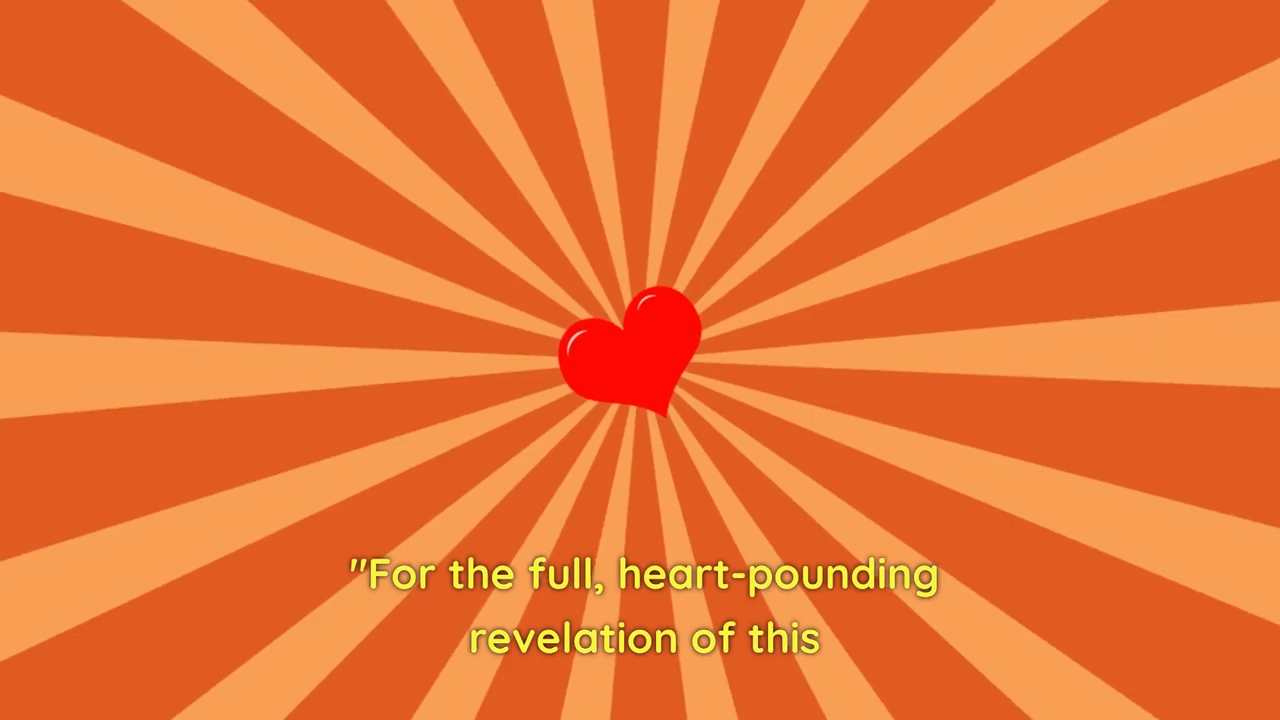 "For the full, heart-pounding
revelation of this